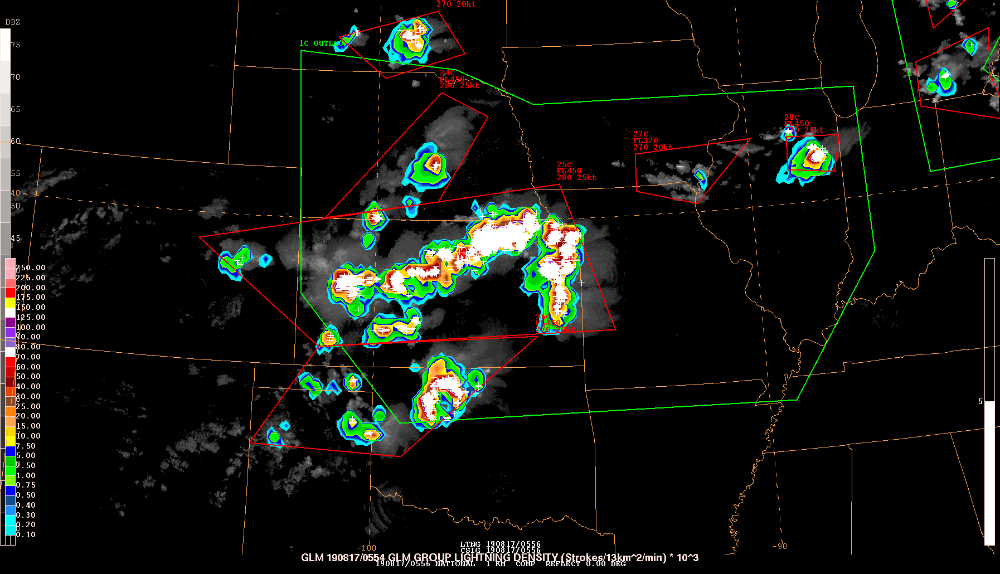 270 20kt
DBZ
1C OUTLOO
75
70
24C
FL450
280 25kt
65
28C
FL450
25kt
60
27C
FL320
270 20kt
55
25C
FL450
280 25kt
40
50
45
250.00
225.00
200.00
175.00
150.00
125.00
100.00
90.00
80.00
70.00
60.00
50.00
40.00
30.00
25.00
20.00
15.00
10.00
7.50
5.00
2.50
1.00
0.75
0.50
0.40
0.30
0.20
0.10
FL450
240 20kt
5
-100
-90
LTNG 190817/0556
CSIG 190817/0556
GLM 190817/0554 GLM GROUP LIGHTNING DENSITY (Strokes/13km^2/min) * 10^3
190817/0556 NATIONAL 1 KM COMP REFLECT 0.00 DEG